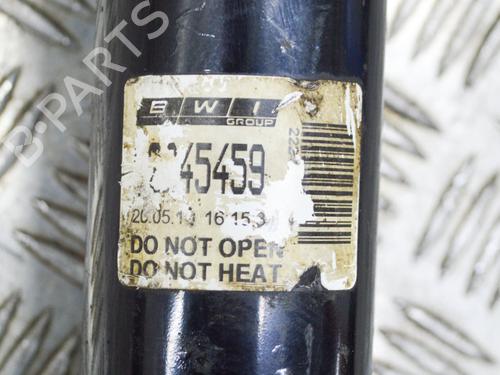 BWI
GROUP
45459
16:15
DO NOT OPEN
DO NOT HEAT
B-PARTS